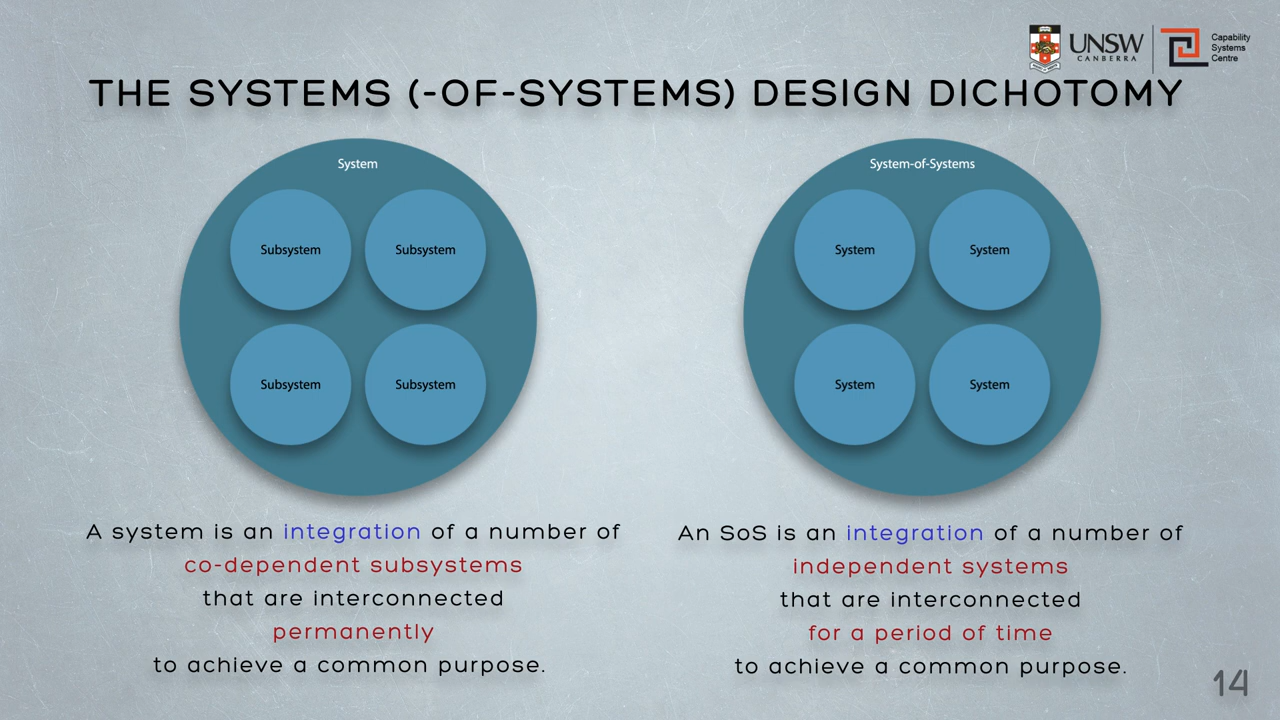 UNSW
CANBERRA
Capability
Systems
Centre
THE SYSTEMS (-OF-SYSTEMS) DESIGN DICHOTOMY
System
Subsystem Subsystem
Subsystem Subsystem
System-of-Systems
System System
System System
A system is an integration of a number of
co-dependent subsystems
that are interconnected
permanently
to achieve a common purpose.
An SoS is an integration of a number of
independent systems
that are interconnected
for a period of time
to achieve a common purpose.
14